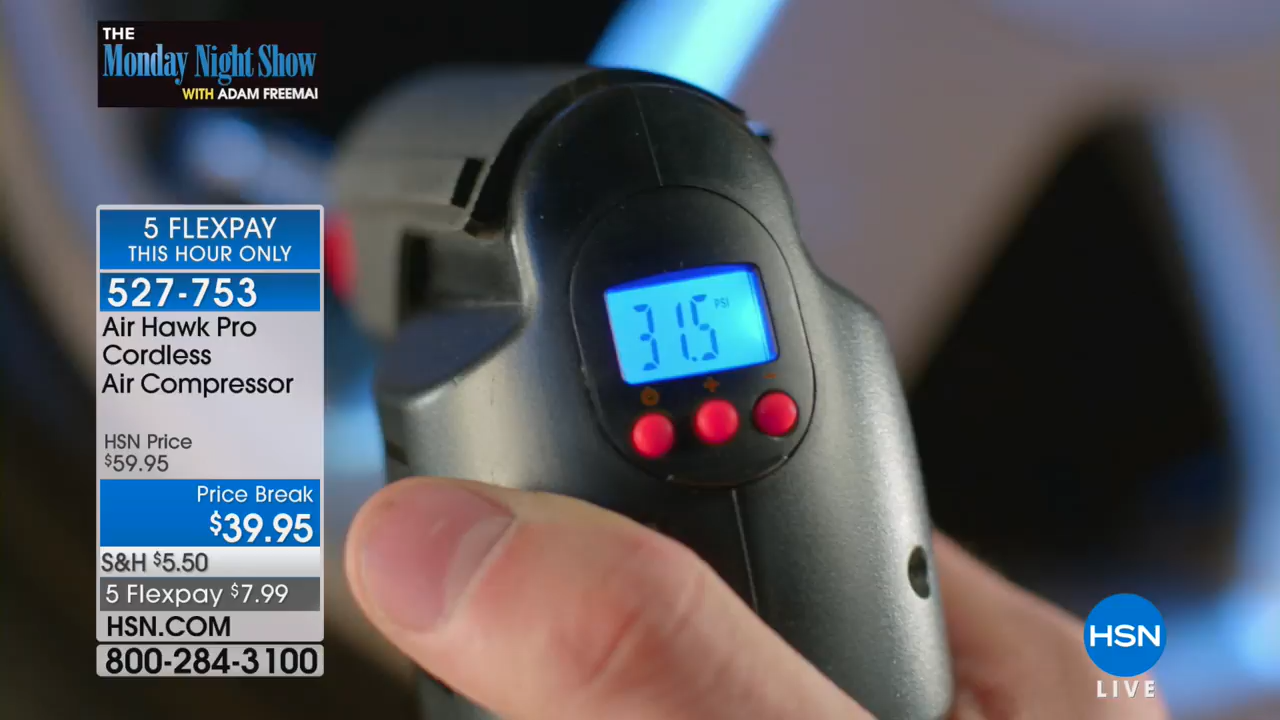 THE
Monday Night Show
WITH ADAM FREEMAI
5 FLEXPAY
THIS HOUR ONLY
527-753
Air Hawk Pro
Cordless
Air Compressor
HSN Price
$59.95
Price Break
$39.95
S&H $5.50
5 Flexpay $7.99
HSN.COM
800-284-3100
31.5 PSI
HSN
LIVE